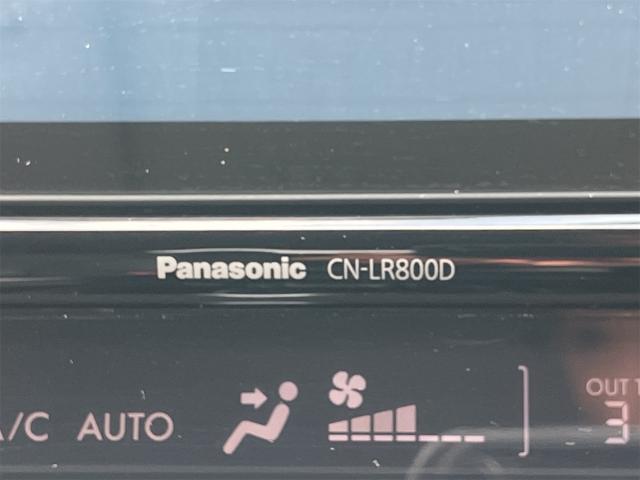 Panasonic CN-LR800D
OUT
A/C AUTO
3